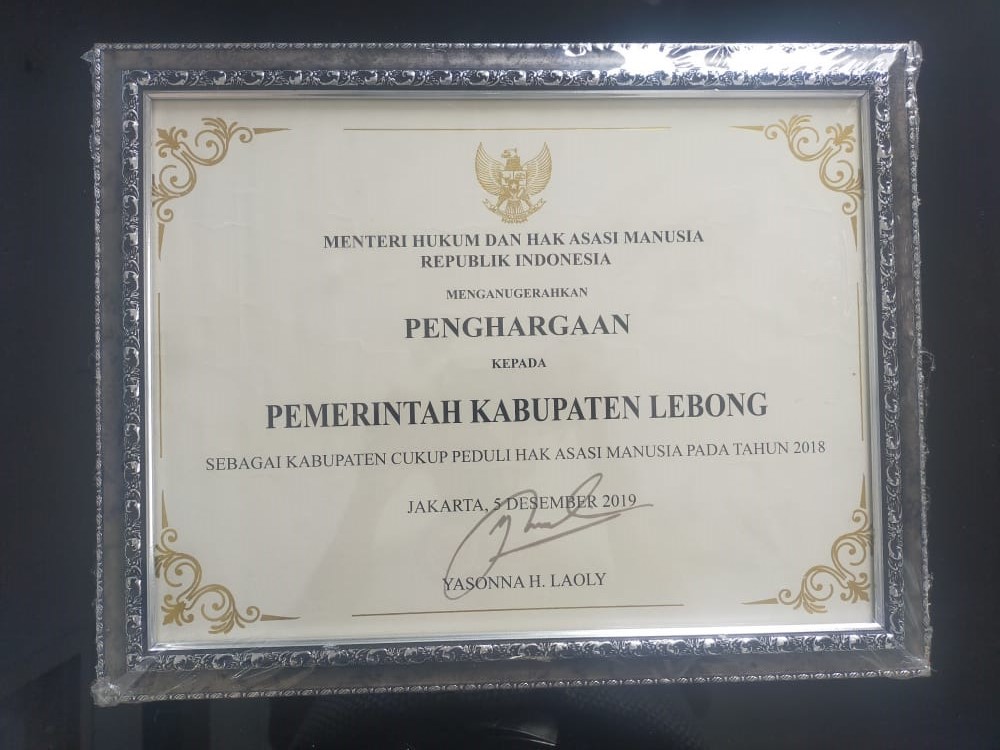 MENTERI HUKUM DAN HAK ASASI MANUSIA
REPUBLIK INDONESIA
MENGANUGERAHKAN
PENGHARGAAN
KEPADA
PEMERINTAH KABUPATEN LEBONG
SEBAGAI KABUPATEN CUKUP PEDULI HAK ASASI MANUSIA PADA TAHUN 2018
JAKARTA, 5 DESEMBER 2019
YASONNA H. LAOLY